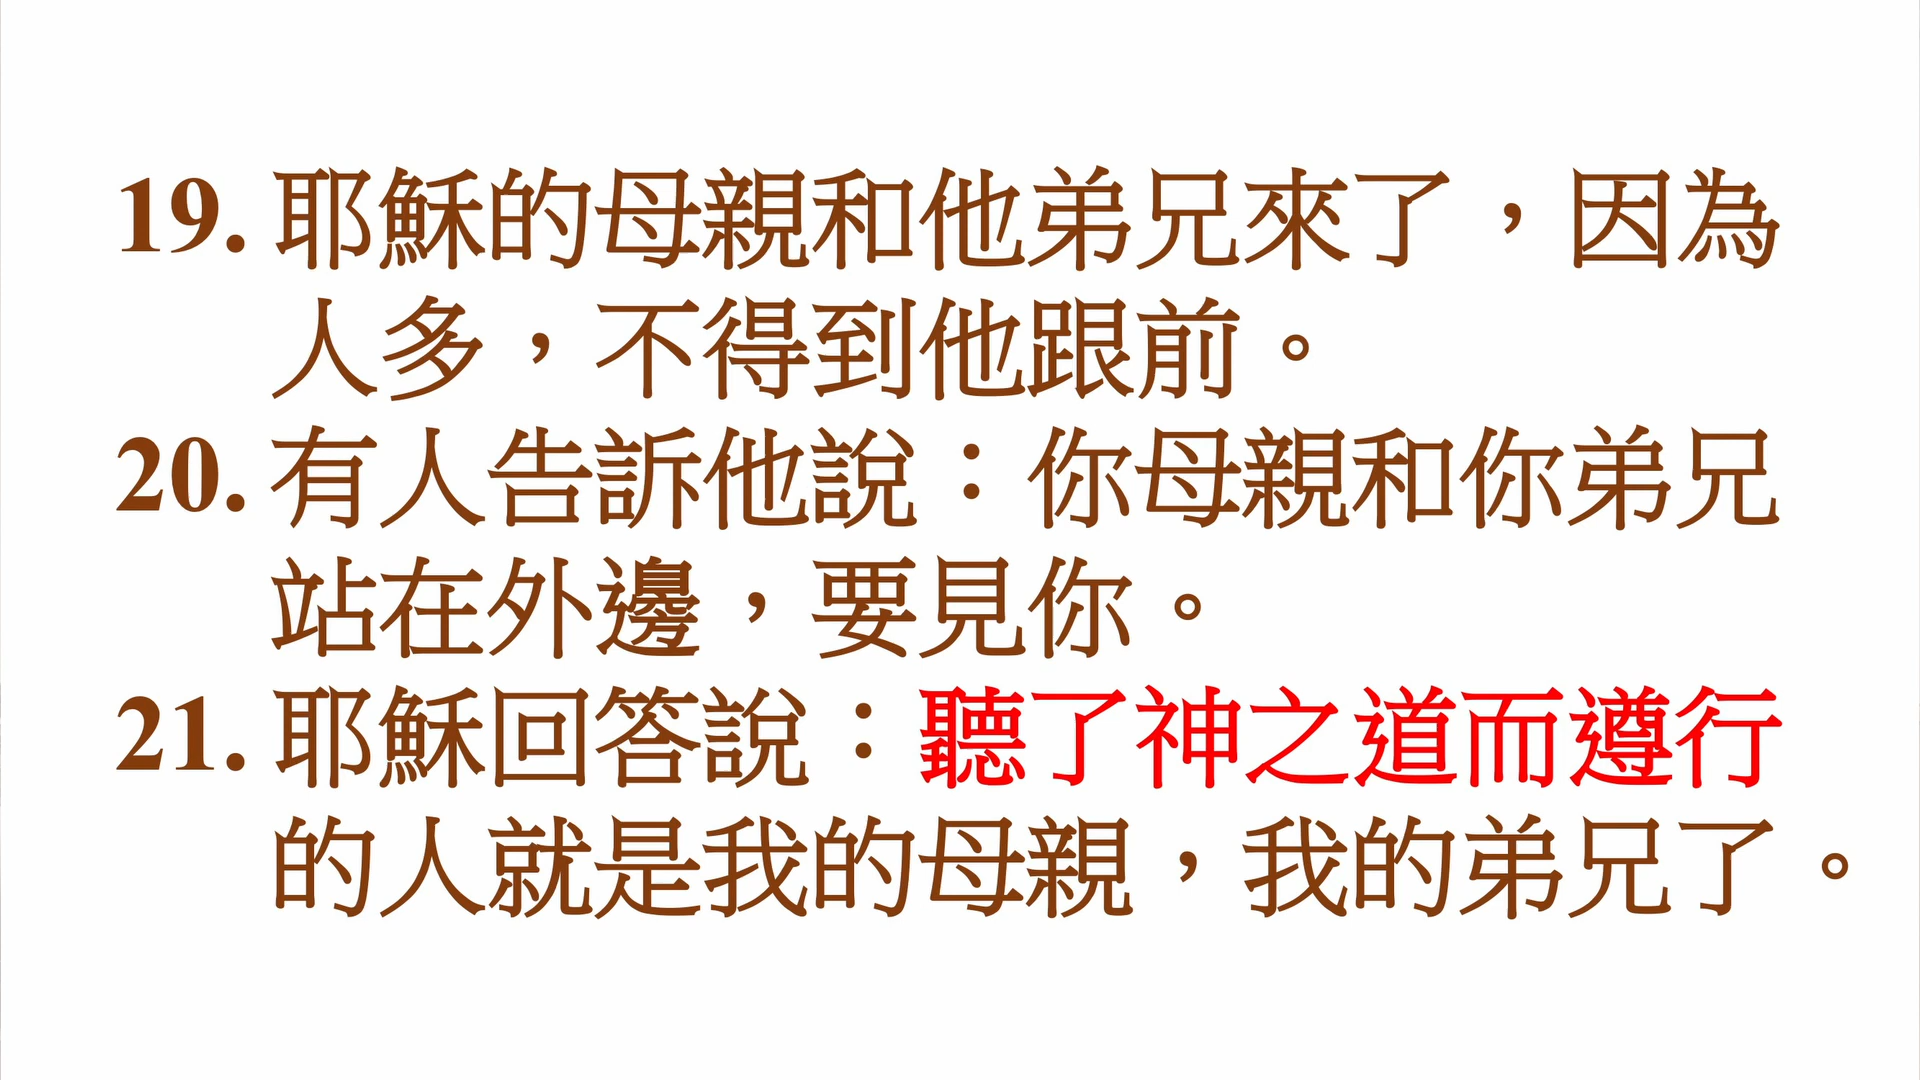 19. 耶穌的母親和他弟兄來了，因為
人多，不得到他跟前。
20. 有人告訴他說：你母親和你弟兄
站在外邊，要見你。
21. 耶穌回答說：聽了神之道而遵行
的人就是我的母親，我的弟兄了。